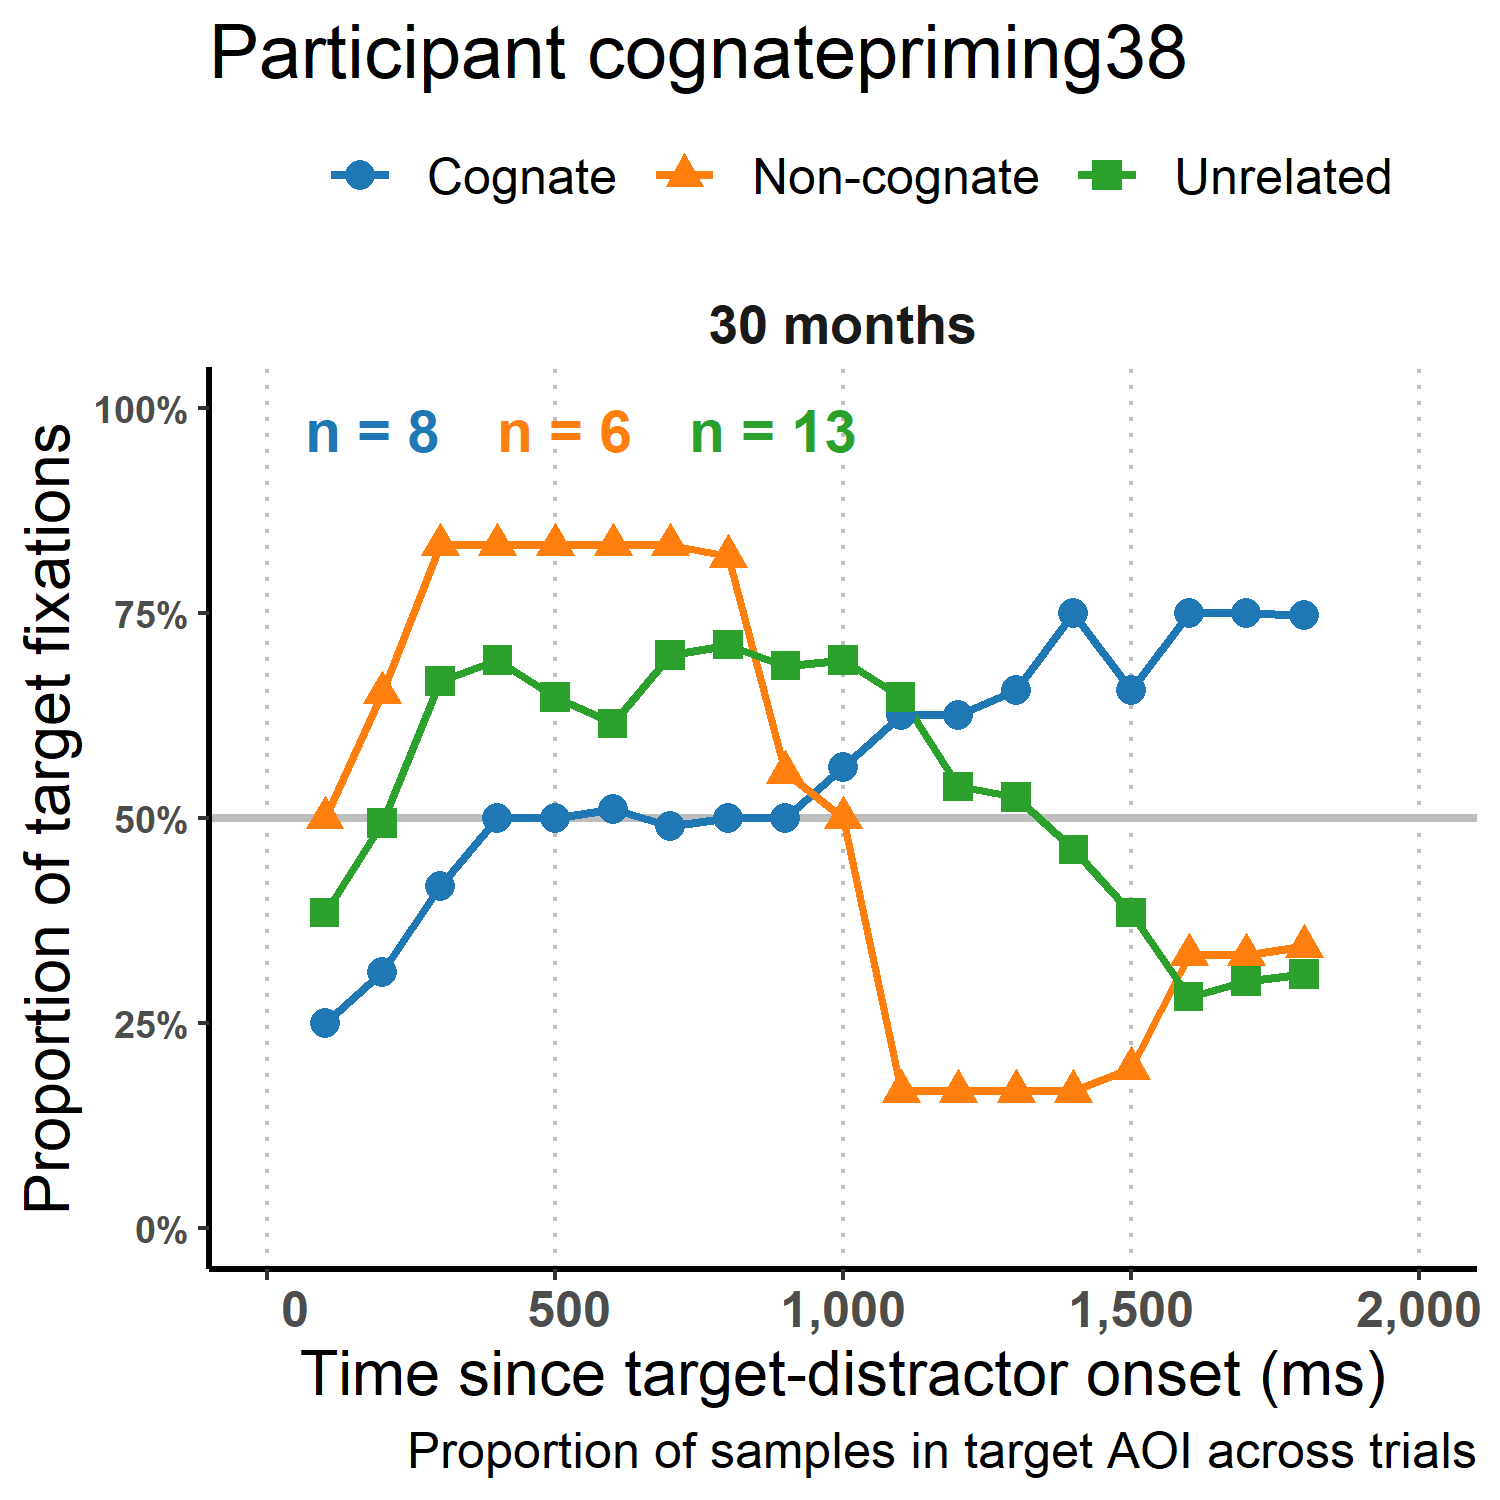 Participant cognatepriming38
Cognate Non-cognate Unrelated
30 months
n = 8 n = 6 n = 13
100%
75%
50%
25%
0%
Proportion of target fixations
0 500 1,000 1,500 2,000
Time since target-distractor onset (ms)
Proportion of samples in target AOI across trials